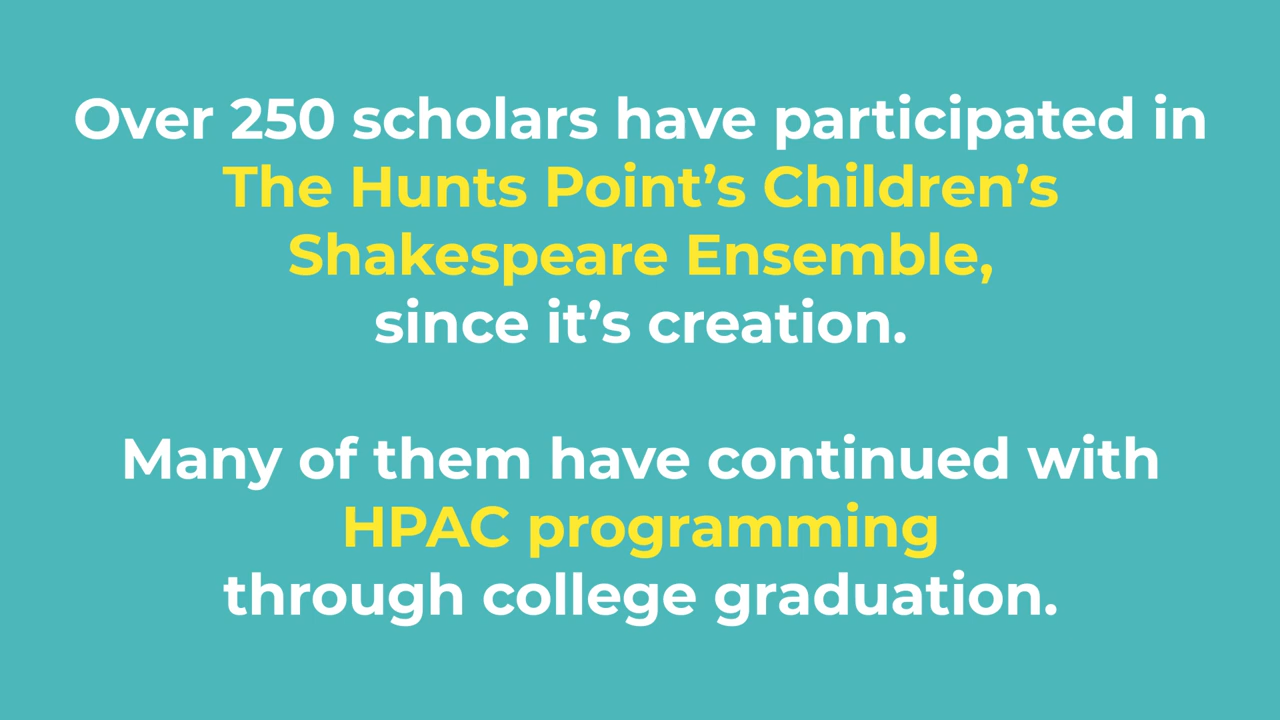 Over 250 scholars have participated in
The Hunts Point’s Children’s
Shakespeare Ensemble,
since it’s creation.
Many of them have continued with
HPAC programming
through college graduation.